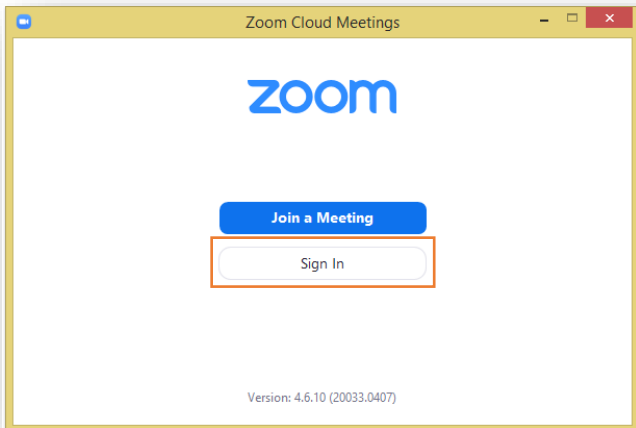 Zoom Cloud Meetings
zoom
Join a Meeting
Sign In
Version: 4.6.10 (20033.0407)